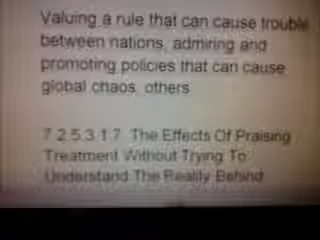 Valuing a rule that can cause trouble
between nations, admiring and
promoting policies that can cause
global chaos, others
7.2.5.3.1.7. The Effects Of Praising
Treatment Without Trying To
Understand The Reality Behind